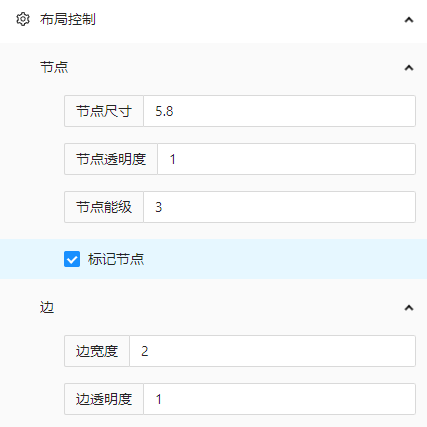 布局控制
节点
节点尺寸 5.8
节点透明度 1
节点能级 3
标记节点
边
边宽度 2
边透明度 1